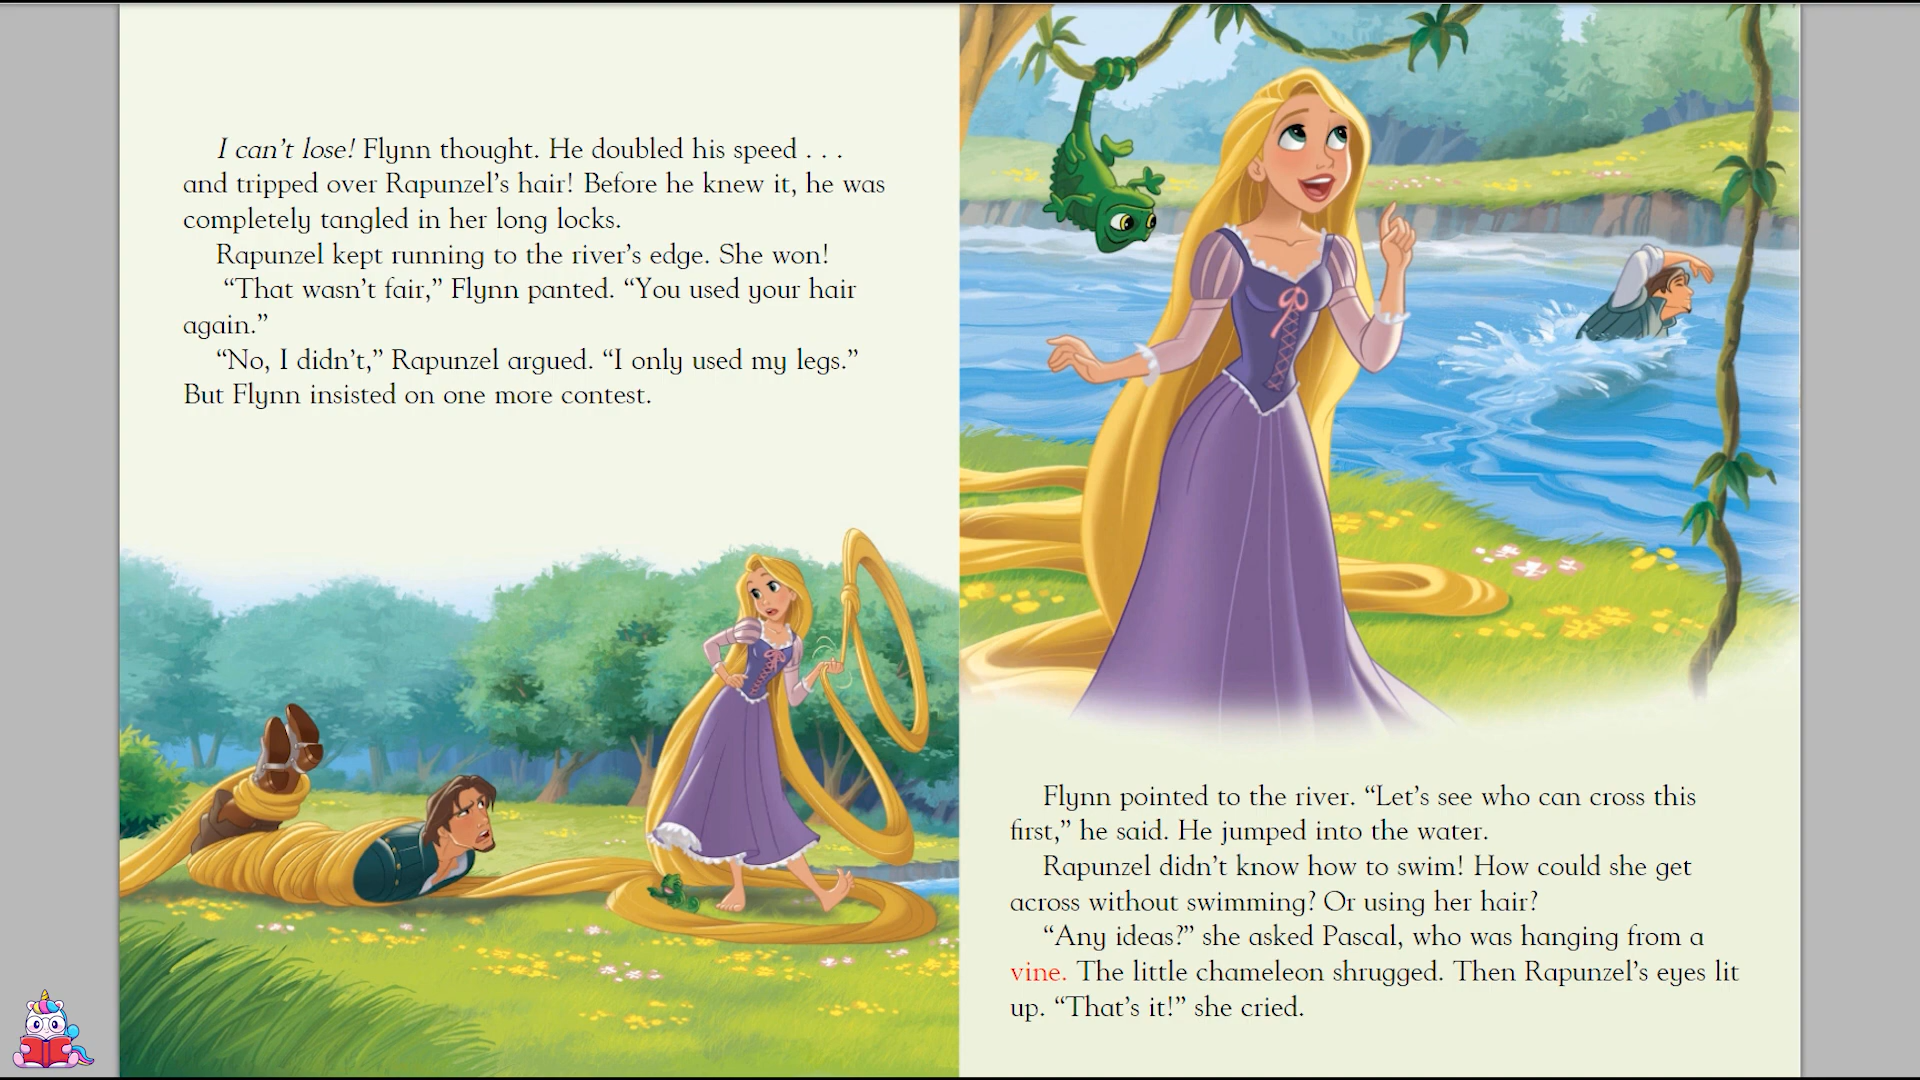 I can’t lose! Flynn thought. He doubled his speed . . .
and tripped over Rapunzel’s hair! Before he knew it, he was
completely tangled in her long locks.
Rapunzel kept running to the river’s edge. She won!
“That wasn’t fair,” Flynn panted. “You used your hair
again.”
“No, I didn’t,” Rapunzel argued. “I only used my legs.”
But Flynn insisted on one more contest.
Flynn pointed to the river. “Let’s see who can cross this
first,” he said. He jumped into the water.
Rapunzel didn’t know how to swim! How could she get
across without swimming? Or using her hair?
“Any ideas?” she asked Pascal, who was hanging from a
vine. The little chameleon shrugged. Then Rapunzel’s eyes lit
up. “That’s it!” she cried.